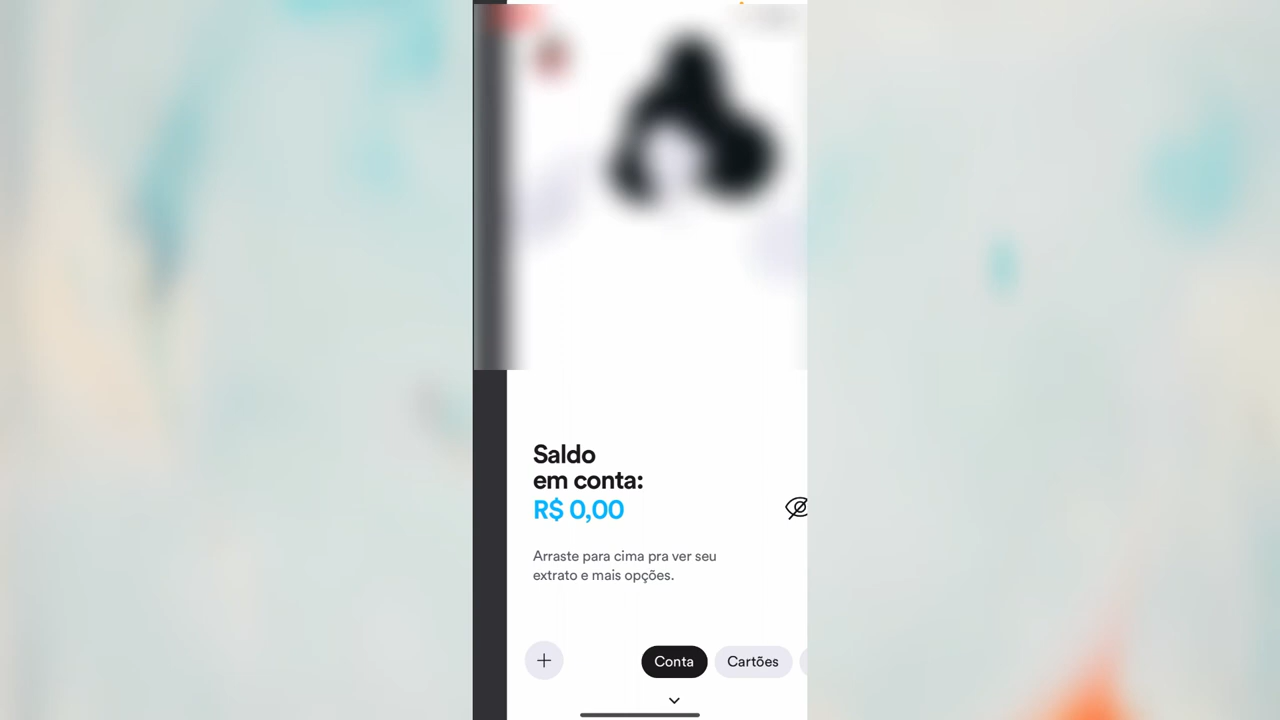 Saldo
em conta:
R$ 0,00
Arraste para cima pra ver seu
extrato e mais opções.
Conta
Cartões